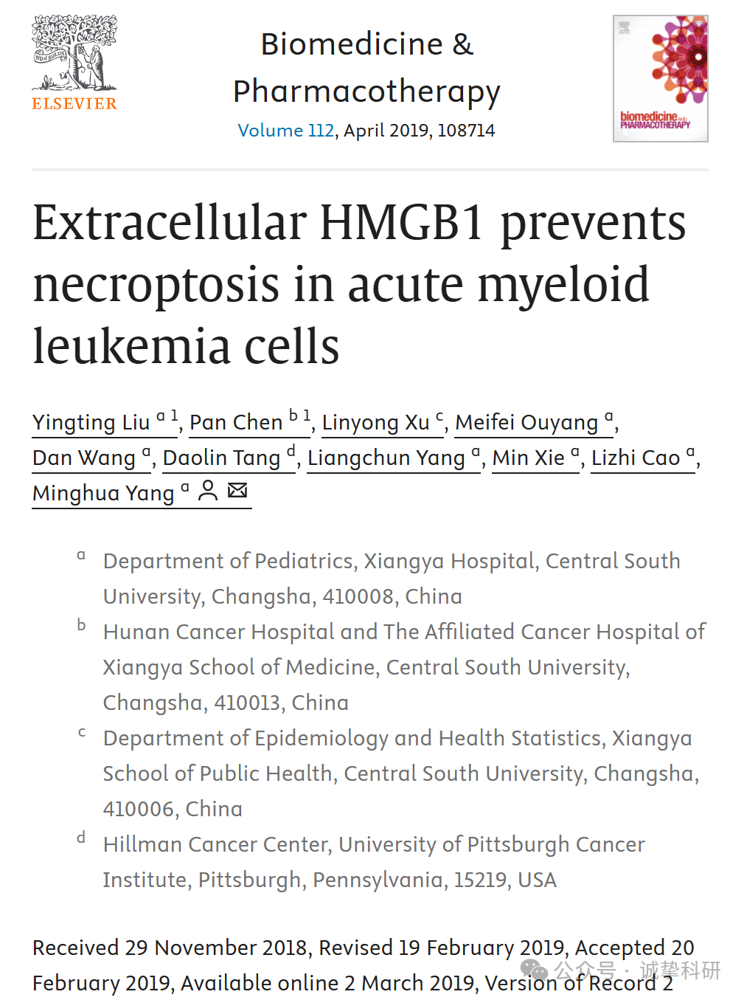 NON SOLUS
ELSEVIER
Biomedicine &
Pharmacotherapy
Volume 112, April 2019, 108714
biomedicine AND
PHARMACOTHERAPY
Extracellular HMGB1 prevents
necroptosis in acute myeloid
leukemia cells
Yingting Liu a 1, Pan Chen b 1, Linyong Xu c, Meifei Ouyang a,
Dan Wang a, Daolin Tang d, Liangchun Yang a, Min Xie a, Lizhi Cao a,
Minghua Yang a
a Department of Pediatrics, Xiangya Hospital, Central South
University, Changsha, 410008, China
b Hunan Cancer Hospital and The Affiliated Cancer Hospital of
Xiangya School of Medicine, Central South University,
Changsha, 410013, China
c Department of Epidemiology and Health Statistics, Xiangya
School of Public Health, Central South University, Changsha,
410006, China
d Hillman Cancer Center, University of Pittsburgh Cancer
Institute, Pittsburgh, Pennsylvania, 15219, USA
Received 29 November 2018, Revised 19 February 2019, Accepted 20
February 2019, Available online 2 March 2019, Version of Record 2
公众号 · 诚挚科研